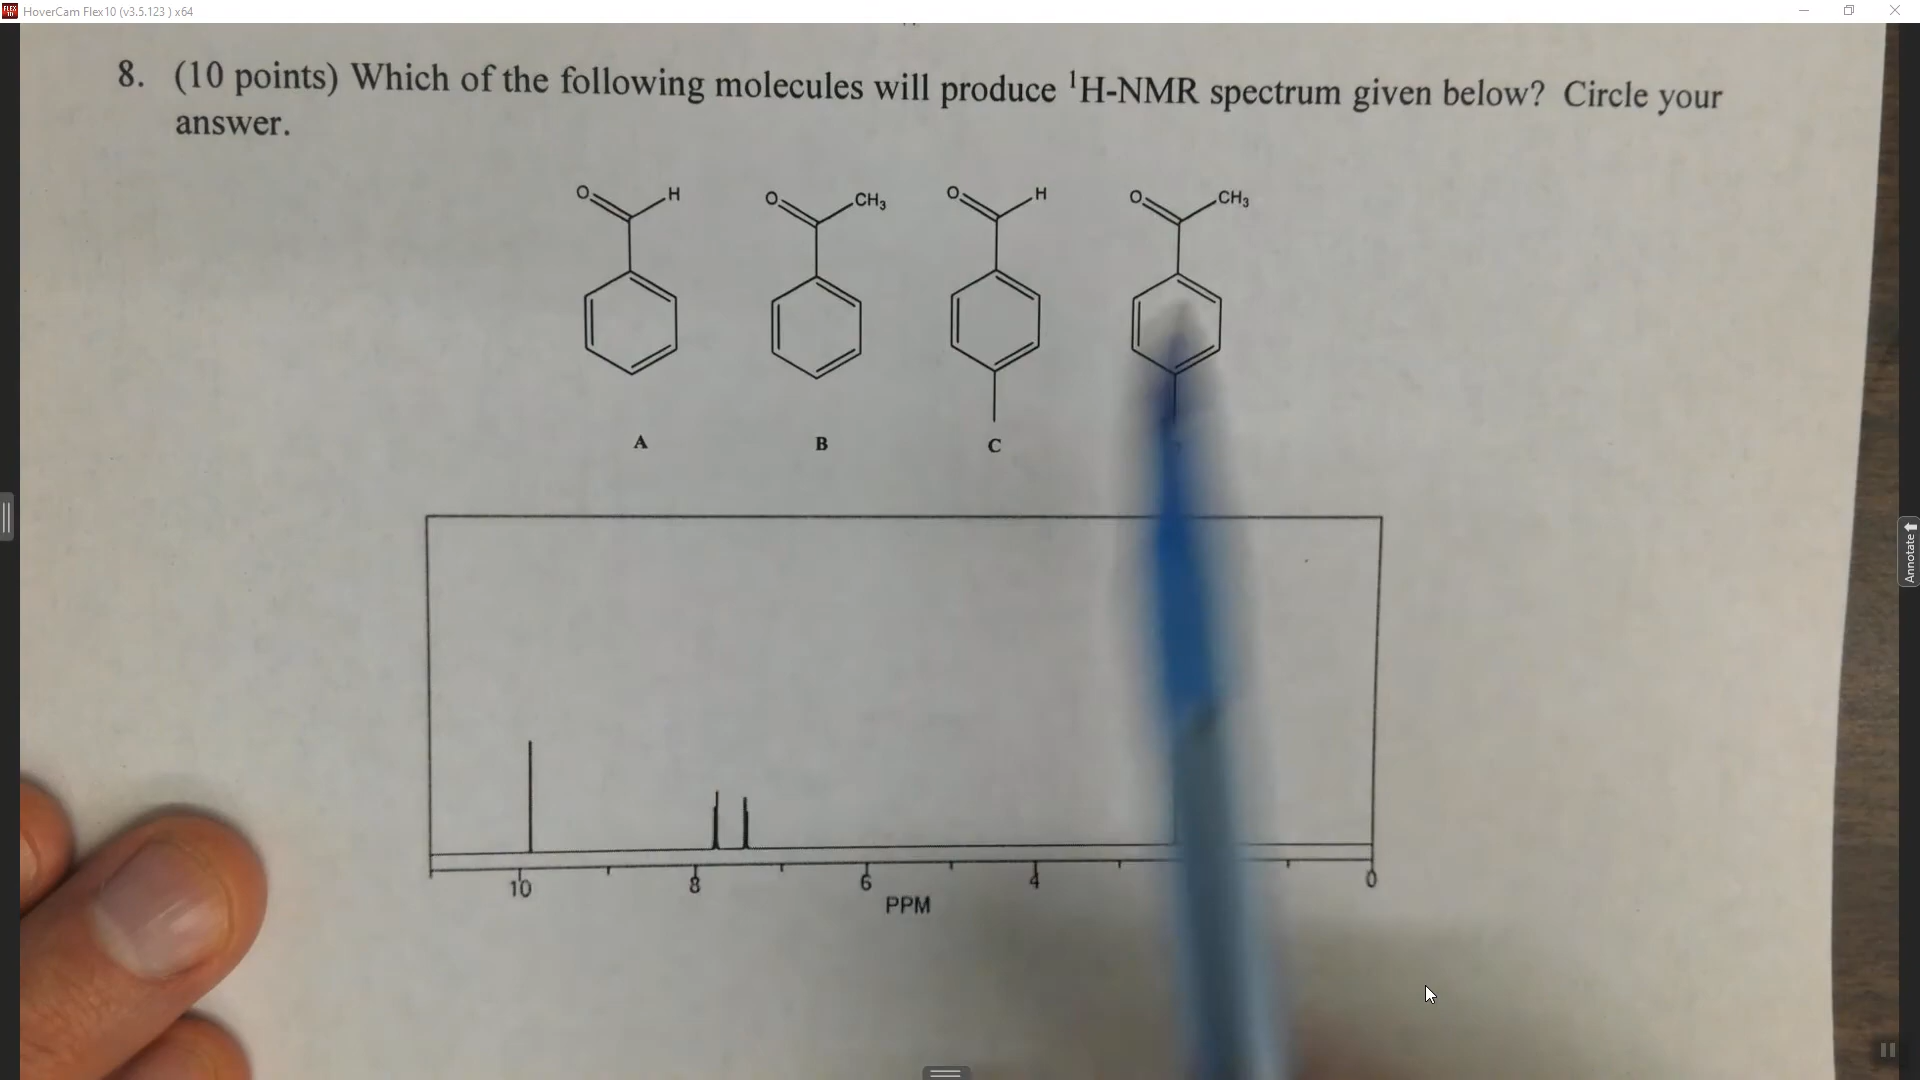 HoverCam Flex10 (v3.5.123 ) x64
8. (10 points) Which of the following molecules will produce ¹H-NMR spectrum given below? Circle your
answer.
O H O CH₃ O H O CH₃
A B C
10 8 6 4 0
PPM
Annotate